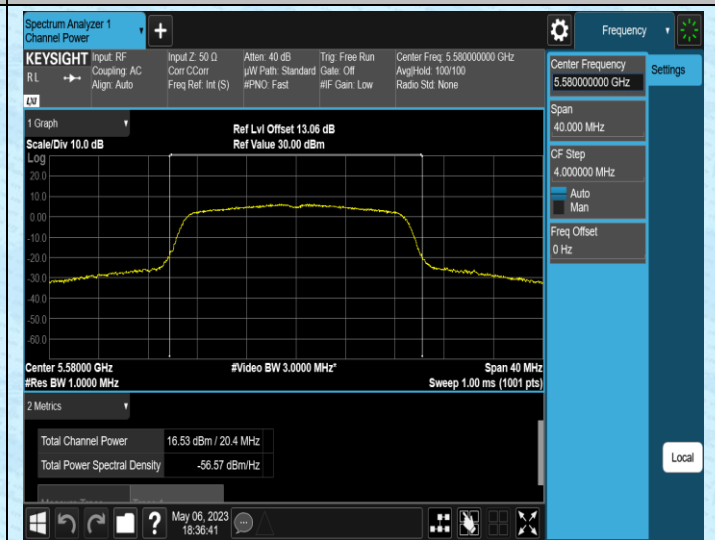 Spectrum Analyzer 1
Channel Power
+
Frequency
KEYSIGHT
R L
LXI
Input: RF
Coupling: AC
Align: Auto
Input Z: 50 Ω
Corr CCorr
Freq Ref: Int (S)
Atten: 40 dB
µW Path: Standard
#PNO: Fast
Trig: Free Run
Gate: Off
#IF Gain: Low
Center Freq: 5.580000000 GHz
Avg|Hold: 100/100
Radio Std: None
Center Frequency
5.580000000 GHz
Settings
Span
40.000 MHz
CF Step
4.000000 MHz
Auto
Man
Freq Offset
0 Hz
1 Graph
Scale/Div 10.0 dB
Ref Lvl Offset 13.06 dB
Ref Value 30.00 dBm
Log
20.0
10.0
0.00
-10.0
-20.0
-30.0
-40.0
-50.0
-60.0
Center 5.58000 GHz
#Video BW 3.0000 MHz*
Span 40 MHz
#Res BW 1.0000 MHz
Sweep 1.00 ms (1001 pts)
2 Metrics
Total Channel Power 16.53 dBm / 20.4 MHz
Total Power Spectral Density -56.57 dBm/Hz
Local
?
May 06, 2023
18:36:41